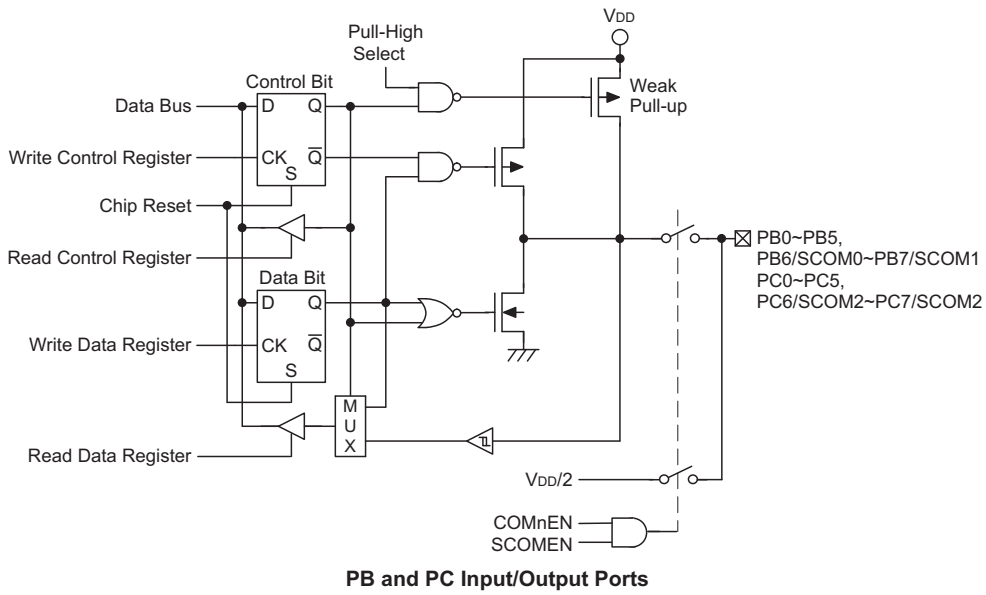 VDD
Pull-High
Select
Weak
Pull-up
Control Bit
Data Bus
D
Q
Write Control Register
CK
Q
S
Chip Reset
Read Control Register
PB0~PB5,
PB6/SCOM0~PB7/SCOM1
PC0~PC5,
PC6/SCOM2~PC7/SCOM2
Data Bit
D
Q
Write Data Register
CK
Q
S
M
U
X
Read Data Register
VDD/2
COMnEN
SCOMEN
PB and PC Input/Output Ports